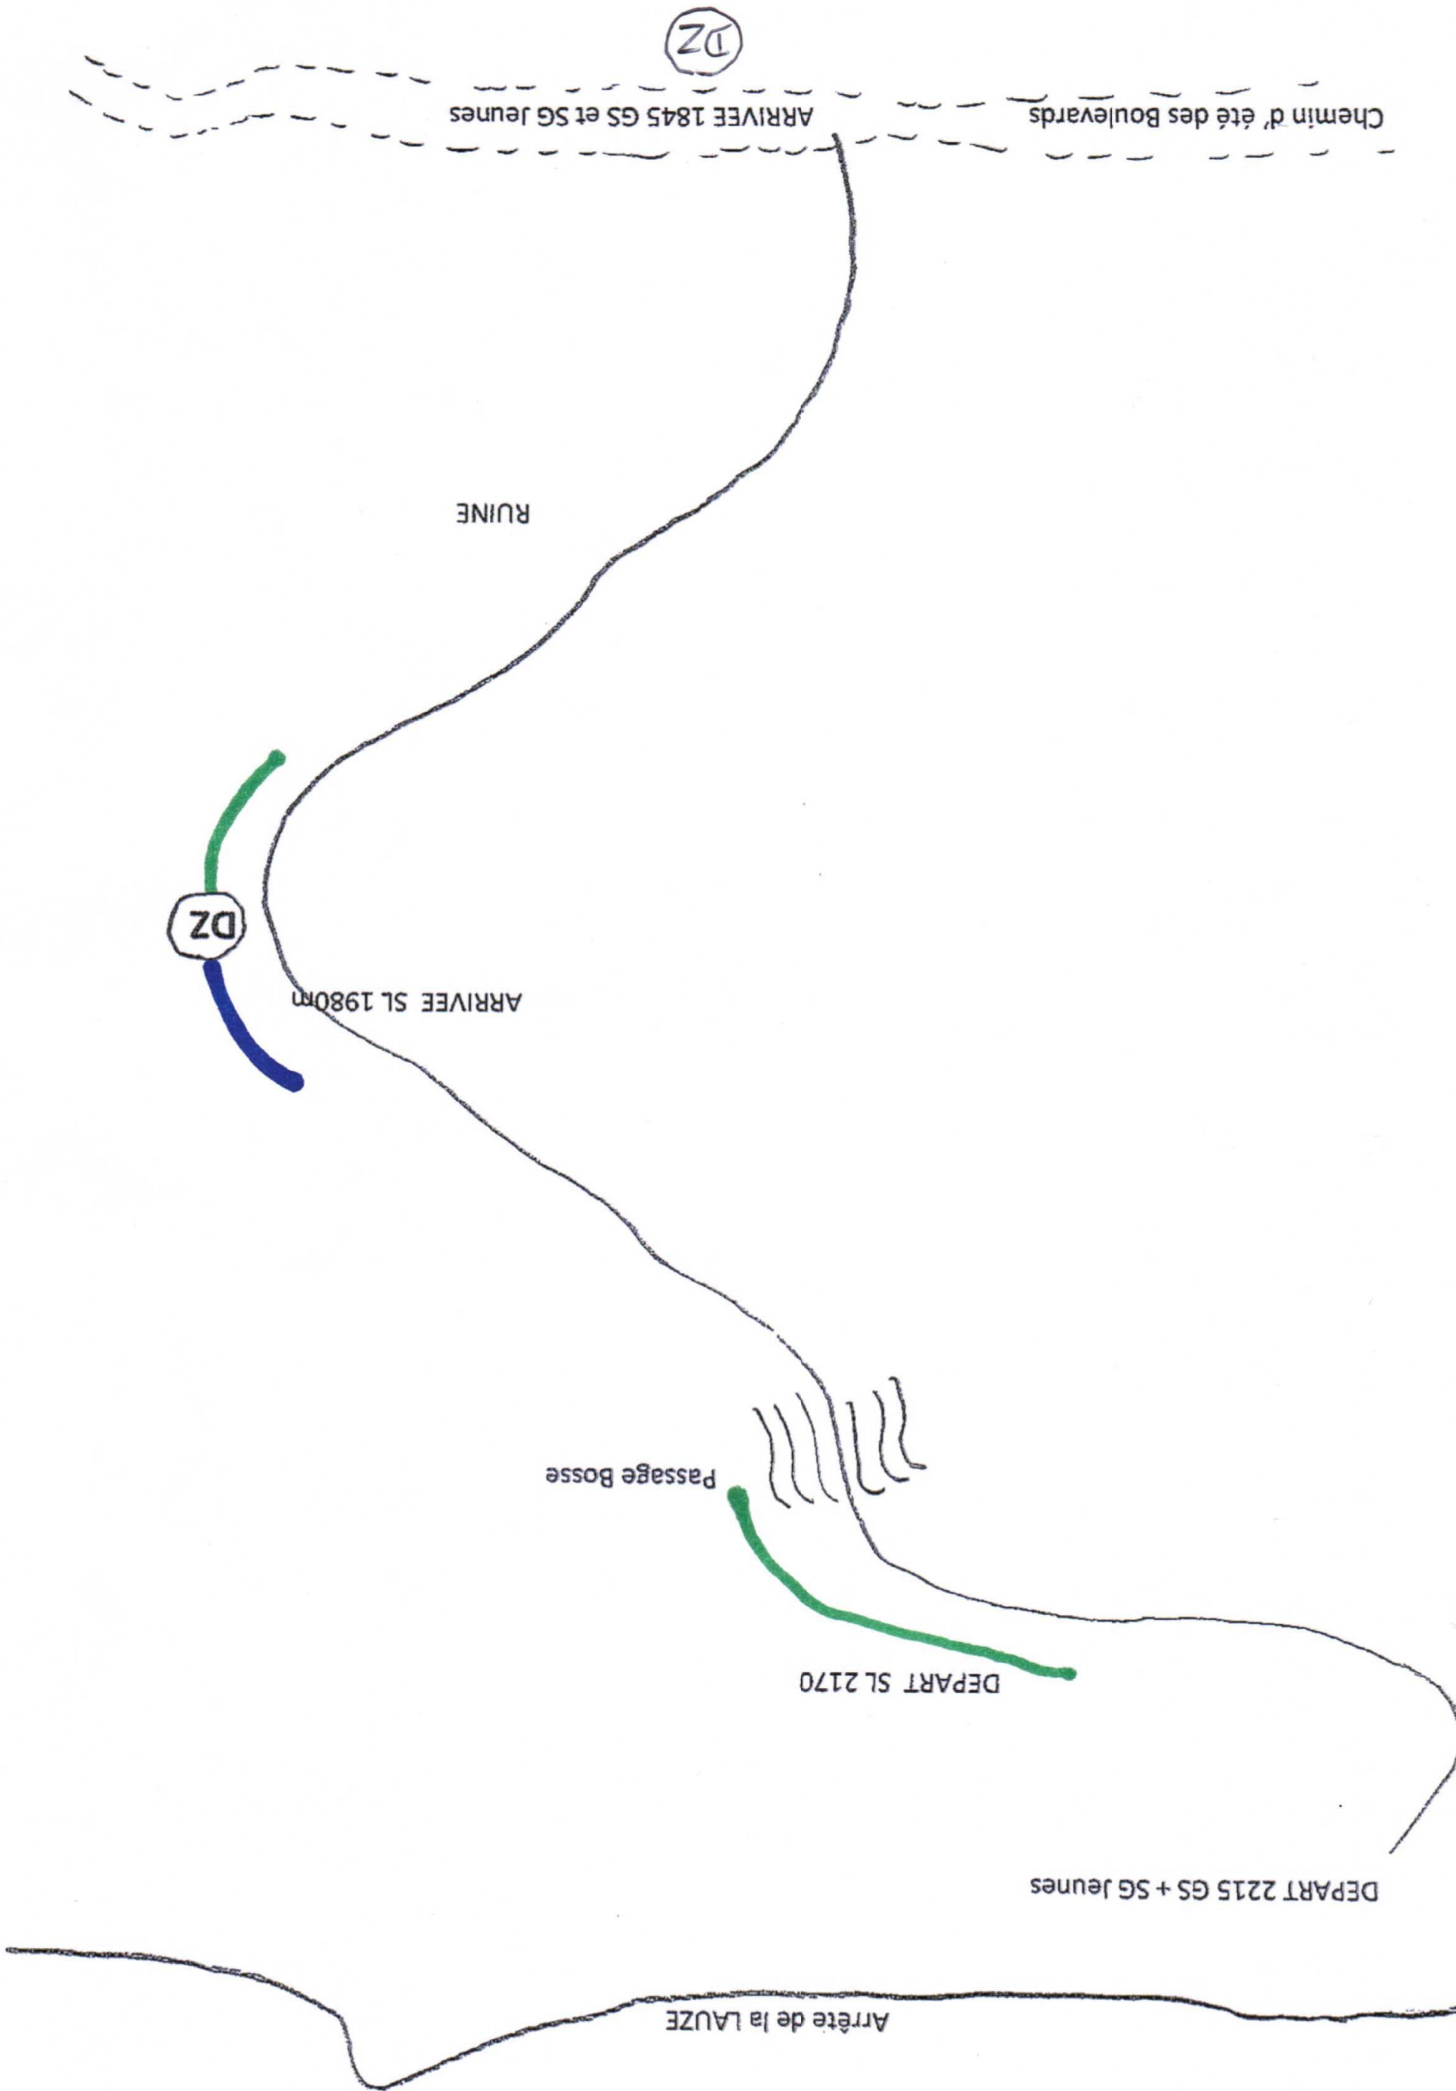 Arrête de la LAUZE
DEPART 2215 GS + SG Jeunes
DEPART SL 2170
Passage Bosse
ARRIVEE SL 1980m
DZ
RUINE
Chemin d'été des Boulevards
ARRIVEE 1845 GS et SG Jeunes
DZ